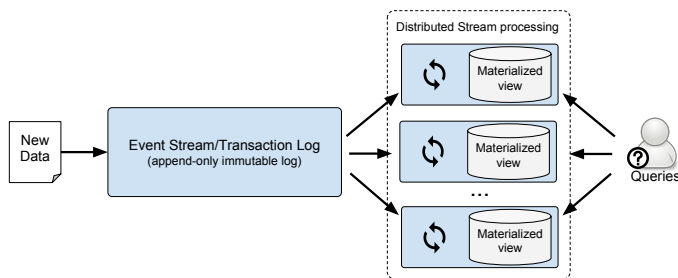 Distributed Stream processing
New
Data
Event Stream/Transaction Log
(append-only immutable log)
Materialized
view
Materialized
view
...
Materialized
view
?
Queries